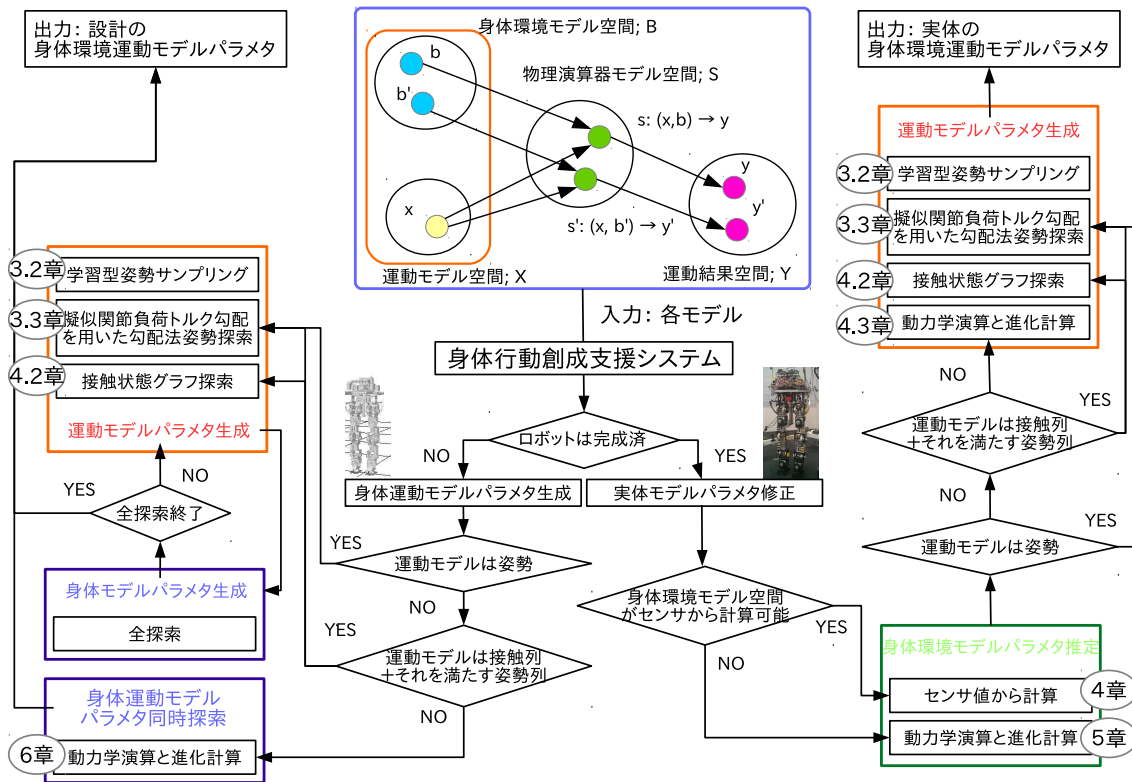 出力: 設計の
身体環境運動モデルパラメタ
身体環境モデル空間; B
b
b'
物理演算器モデル空間; S
s: (x,b) → y
x
y
y'
s': (x, b') → y'
運動モデル空間; X
運動結果空間; Y
入力: 各モデル
身体行動創成支援システム
ロボットは完成済
NO
YES
身体運動モデルパラメタ生成
実体モデルパラメタ修正
運動モデルは姿勢
YES
NO
運動モデルは接触列
+それを満たす姿勢列
YES
NO
身体環境モデル空間
がセンサから計算可能
YES
NO
3.2章
学習型姿勢サンプリング
3.3章
擬似関節負荷トルク勾配
を用いた勾配法姿勢探索
4.2章
接触状態グラフ探索
運動モデルパラメタ生成
NO
YES
全探索終了
身体モデルパラメタ生成
全探索
身体運動モデル
パラメタ同時探索
6章
動力学演算と進化計算
出力: 実体の
身体環境運動モデルパラメタ
運動モデルパラメタ生成
3.2章
学習型姿勢サンプリング
3.3章
擬似関節負荷トルク勾配
を用いた勾配法姿勢探索
4.2章
接触状態グラフ探索
4.3章
動力学演算と進化計算
NO
YES
運動モデルは接触列
+それを満たす姿勢列
NO
YES
運動モデルは姿勢
身体環境モデルパラメタ推定
センサ値から計算
4章
動力学演算と進化計算
5章